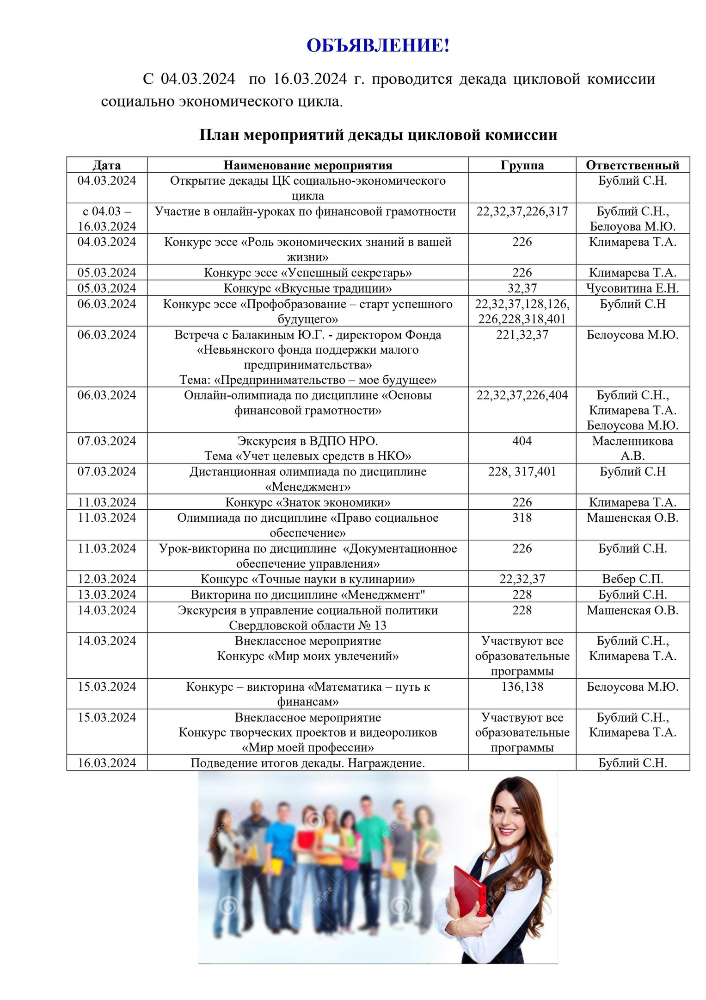 ОБЪЯВЛЕНИЕ!
С 04.03.2024 по 16.03.2024 г. проводится декада цикловой комиссии
социально экономического цикла.
План мероприятий декады цикловой комиссии
Дата Наименование мероприятия Группа Ответственный
04.03.2024 Открытие декады ЦК социально-экономического Бублий С.Н.
цикла
с 04.03 – Участие в онлайн-уроках по финансовой грамотности 22,32,37,226,317 Бублий С.Н.,
16.03.2024 Белоуова М.Ю.
04.03.2024 Конкурс эссе «Роль экономических знаний в вашей 226 Климарева Т.А.
жизни»
05.03.2024 Конкурс эссе «Успешный секретарь» 226 Климарева Т.А.
05.03.2024 Конкурс «Вкусные традиции» 32,37 Чусовитина Е.Н.
06.03.2024 Конкурс эссе «Профобразование – старт успешного 22,32,37,128,126, Бублий С.Н
будущего» 226,228,318,401
06.03.2024 Встреча с Балакиным Ю.Г. - директором Фонда 221,32,37 Белоусова М.Ю.
«Невьянского фонда поддержки малого
предпринимательства»
Тема: «Предпринимательство – мое будущее»
06.03.2024 Онлайн-олимпиада по дисциплине «Основы 22,32,37,226,404 Бублий С.Н.,
финансовой грамотности» Климарева Т.А.
Белоусова М.Ю.
07.03.2024 Экскурсия в ВДПО НРО. 404 Масленникова
Тема «Учет целевых средств в НКО» А.В.
07.03.2024 Дистанционная олимпиада по дисциплине 228, 317,401 Бублий С.Н
«Менеджмент»
11.03.2024 Конкурс «Знаток экономики» 226 Климарева Т.А.
11.03.2024 Олимпиада по дисциплине «Право социальное 318 Машенская О.В.
обеспечение»
11.03.2024 Урок-викторина по дисциплине «Документационное 226 Бублий С.Н.
обеспечение управления»
12.03.2024 Конкурс «Точные науки в кулинарии» 22,32,37 Вебер С.П.
13.03.2024 Викторина по дисциплине «Менеджмент" 228 Бублий С.Н.
14.03.2024 Экскурсия в управление социальной политики 228 Машенская О.В.
Свердловской области № 13
14.03.2024 Внеклассное мероприятие Участвуют все Бублий С.Н.,
Конкурс «Мир моих увлечений» образовательные Климарева Т.А.
программы
15.03.2024 Конкурс – викторина «Математика – путь к 136,138 Белоусова М.Ю.
финансам»
15.03.2024 Внеклассное мероприятие Участвуют все Бублий С.Н.,
Конкурс творческих проектов и видеороликов образовательные Климарева Т.А.
«Мир моей профессии» программы
16.03.2024 Подведение итогов декады. Награждение. Бублий С.Н.
dreamstime
dreamstime
dreamstime
dreamstime